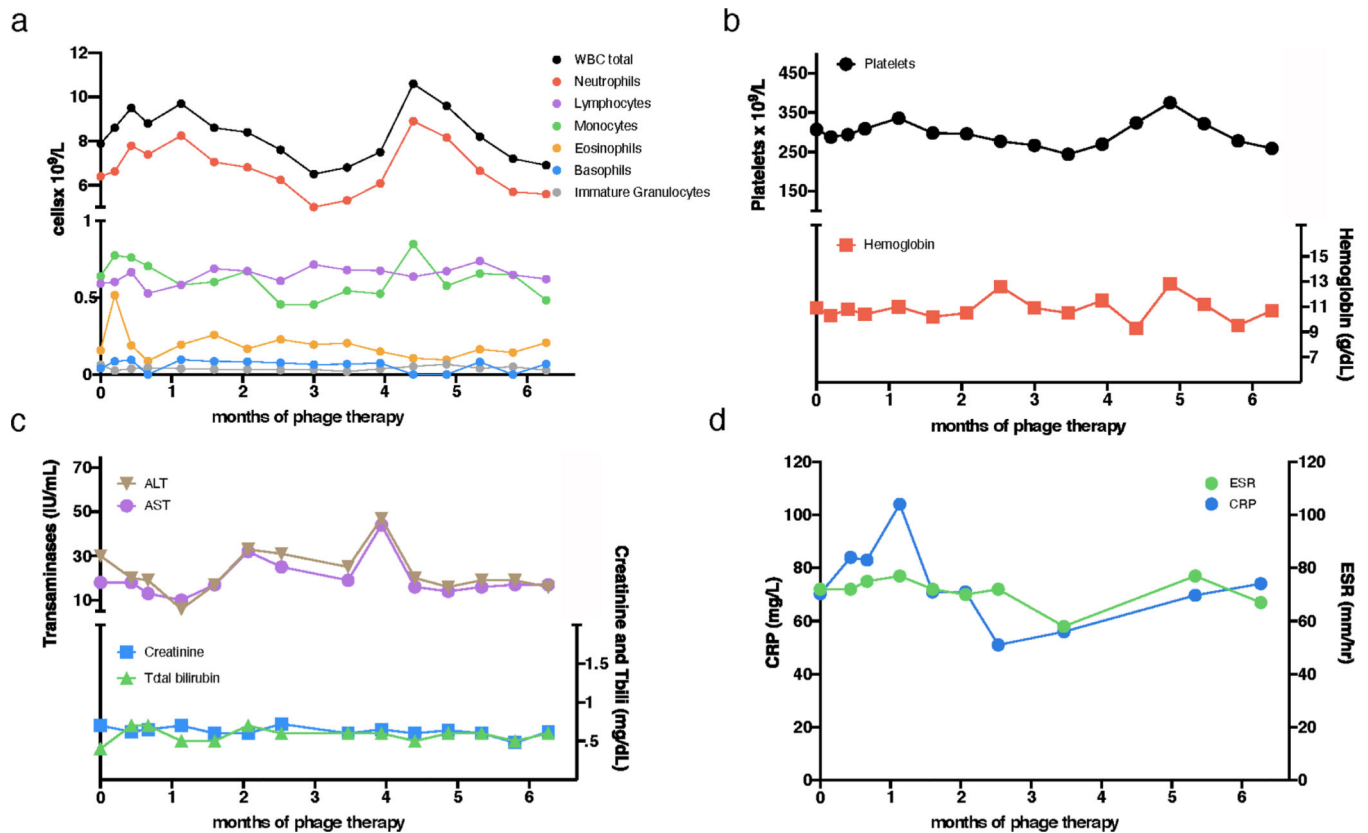 a
12
10
8
6
1
0.5
0
cellsx 10⁹/L
WBC total
Neutrophils
Lymphocytes
Monocytes
Eosinophils
Basophils
Immature Granulocytes
0 1 2 3 4 5 6
months of phage therapy
b
450
350
250
150
Platelets x 10⁹/L
Platelets
Hemoglobin
15
13
11
9
7
Hemoglobin (g/dL)
0 1 2 3 4 5 6
months of phage therapy
c
70
50
30
10
Transaminases (IU/mL)
ALT
AST
Creatinine
Total bilirubin
1.5
1
.5
Creatinine and Tbili (mg/dL)
0 1 2 3 4 5 6
months of phage therapy
d
120
100
80
60
40
20
0
CRP (mg/L)
ESR
CRP
120
100
80
60
40
20
0
ESR (mm/hr)
0 1 2 3 4 5 6
months of phage therapy